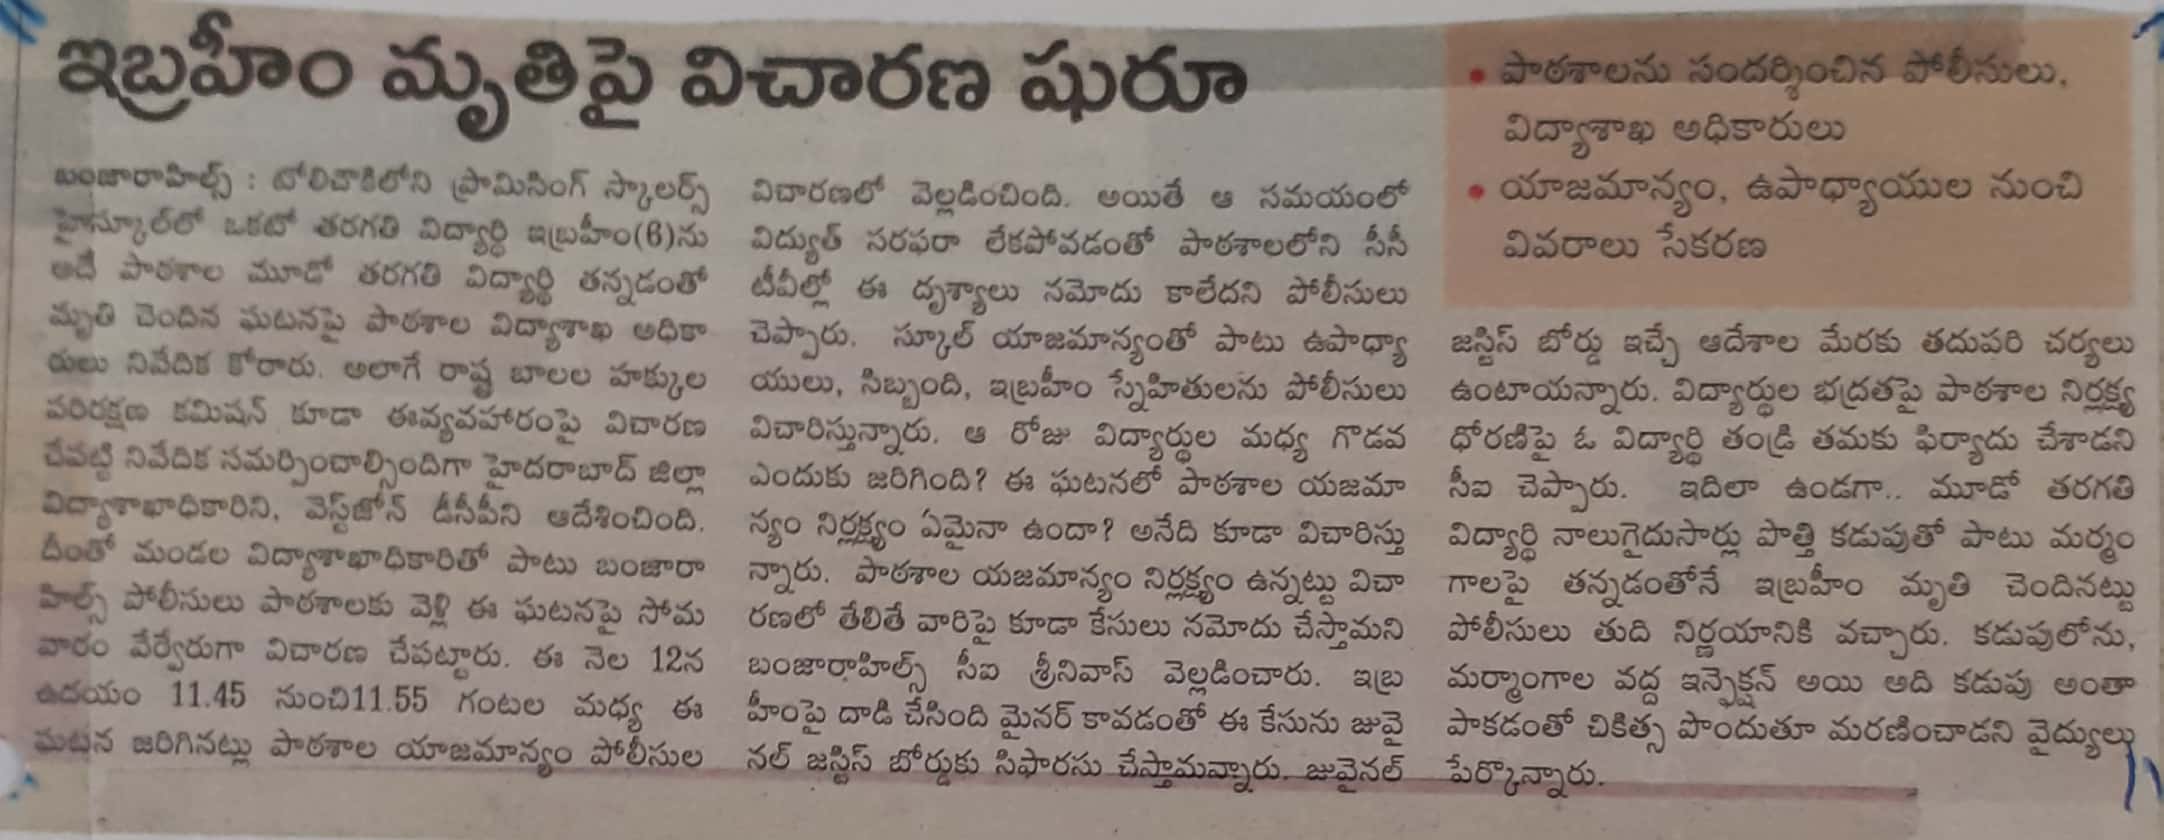 ఇబ్రహీం మృతిపై విచారణ షురూ
• పాఠశాలను సందర్శించిన పోలీసులు,
విద్యాశాఖ అధికారులు
• యాజమాన్యం, ఉపాధ్యాయుల నుంచి
వివరాలు సేకరణ
బంజారాహిల్స్ : టోలిచౌకిలోని ప్రామిసింగ్ స్కాలర్స్
హైస్కూల్‌లో ఒకటో తరగతి విద్యార్థి ఇబ్రహీం(6)ను
అదే పాఠశాల మూడో తరగతి విద్యార్థి తన్నడంతో
మృతి చెందిన ఘటనపై పాఠశాల విద్యాశాఖ అధికా
రులు నివేదిక కోరారు. అలాగే రాష్ట్ర బాలల హక్కుల
పరిరక్షణ కమిషన్ కూడా ఈవ్యవహారంపై విచారణ
చేపట్టి నివేదిక సమర్పించాల్సిందిగా హైదరాబాద్ జిల్లా
విద్యాశాఖాధికారిని, వెస్ట్‌జోన్ డీసీపీని ఆదేశించింది.
దీంతో మండల విద్యాశాఖాధికారితో పాటు బంజారా
హిల్స్ పోలీసులు పాఠశాలకు వెళ్లి ఈ ఘటనపై సోమ
వారం వేర్వేరుగా విచారణ చేపట్టారు. ఈ నెల 12న
ఉదయం 11.45 నుంచి11.55 గంటల మధ్య ఈ
ఘటన జరిగినట్లు పాఠశాల యాజమాన్యం పోలీసుల
విచారణలో వెల్లడించింది. అయితే ఆ సమయంలో
విద్యుత్ సరఫరా లేకపోవడంతో పాఠశాలలోని సీసీ
టీవీల్లో ఈ దృశ్యాలు నమోదు కాలేదని పోలీసులు
చెప్పారు. స్కూల్ యాజమాన్యంతో పాటు ఉపాధ్యా
యులు, సిబ్బంది, ఇబ్రహీం స్నేహితులను పోలీసులు
విచారిస్తున్నారు. ఆ రోజు విద్యార్థుల మధ్య గొడవ
ఎందుకు జరిగింది? ఈ ఘటనలో పాఠశాల యజమా
న్యం నిర్లక్ష్యం ఏమైనా ఉందా? అనేది కూడా విచారిస్తు
న్నారు. పాఠశాల యజమాన్యం నిర్లక్ష్యం ఉన్నట్టు విచా
రణలో తేలితే వారిపై కూడా కేసులు నమోదు చేస్తామని
బంజారాహిల్స్ సీఐ శ్రీనివాస్ వెల్లడించారు. ఇబ్ర
హీంపై దాడి చేసింది మైనర్ కావడంతో ఈ కేసును జువై
నల్ జస్టిస్ బోర్డుకు సిఫారసు చేస్తామన్నారు. జువైనల్
జస్టిస్ బోర్డు ఇచ్చే ఆదేశాల మేరకు తదుపరి చర్యలు
ఉంటాయన్నారు. విద్యార్థుల భద్రతపై పాఠశాల నిర్లక్ష్య
ధోరణిపై ఓ విద్యార్థి తండ్రి తమకు ఫిర్యాదు చేశాడని
సీఐ చెప్పారు. ఇదిలా ఉండగా.. మూడో తరగతి
విద్యార్థి నాలుగైదుసార్లు పొత్తి కడుపుతో పాటు మర్మం
గాలపై తన్నడంతోనే ఇబ్రహీం మృతి చెందినట్టు
పోలీసులు తుది నిర్ణయానికి వచ్చారు. కడుపులోను,
మర్మాంగాల వద్ద ఇన్ఫెక్షన్ అయి అది కడుపు అంతా
పాకడంతో చికిత్స పొందుతూ మరణించాడని వైద్యులు
పేర్కొన్నారు.